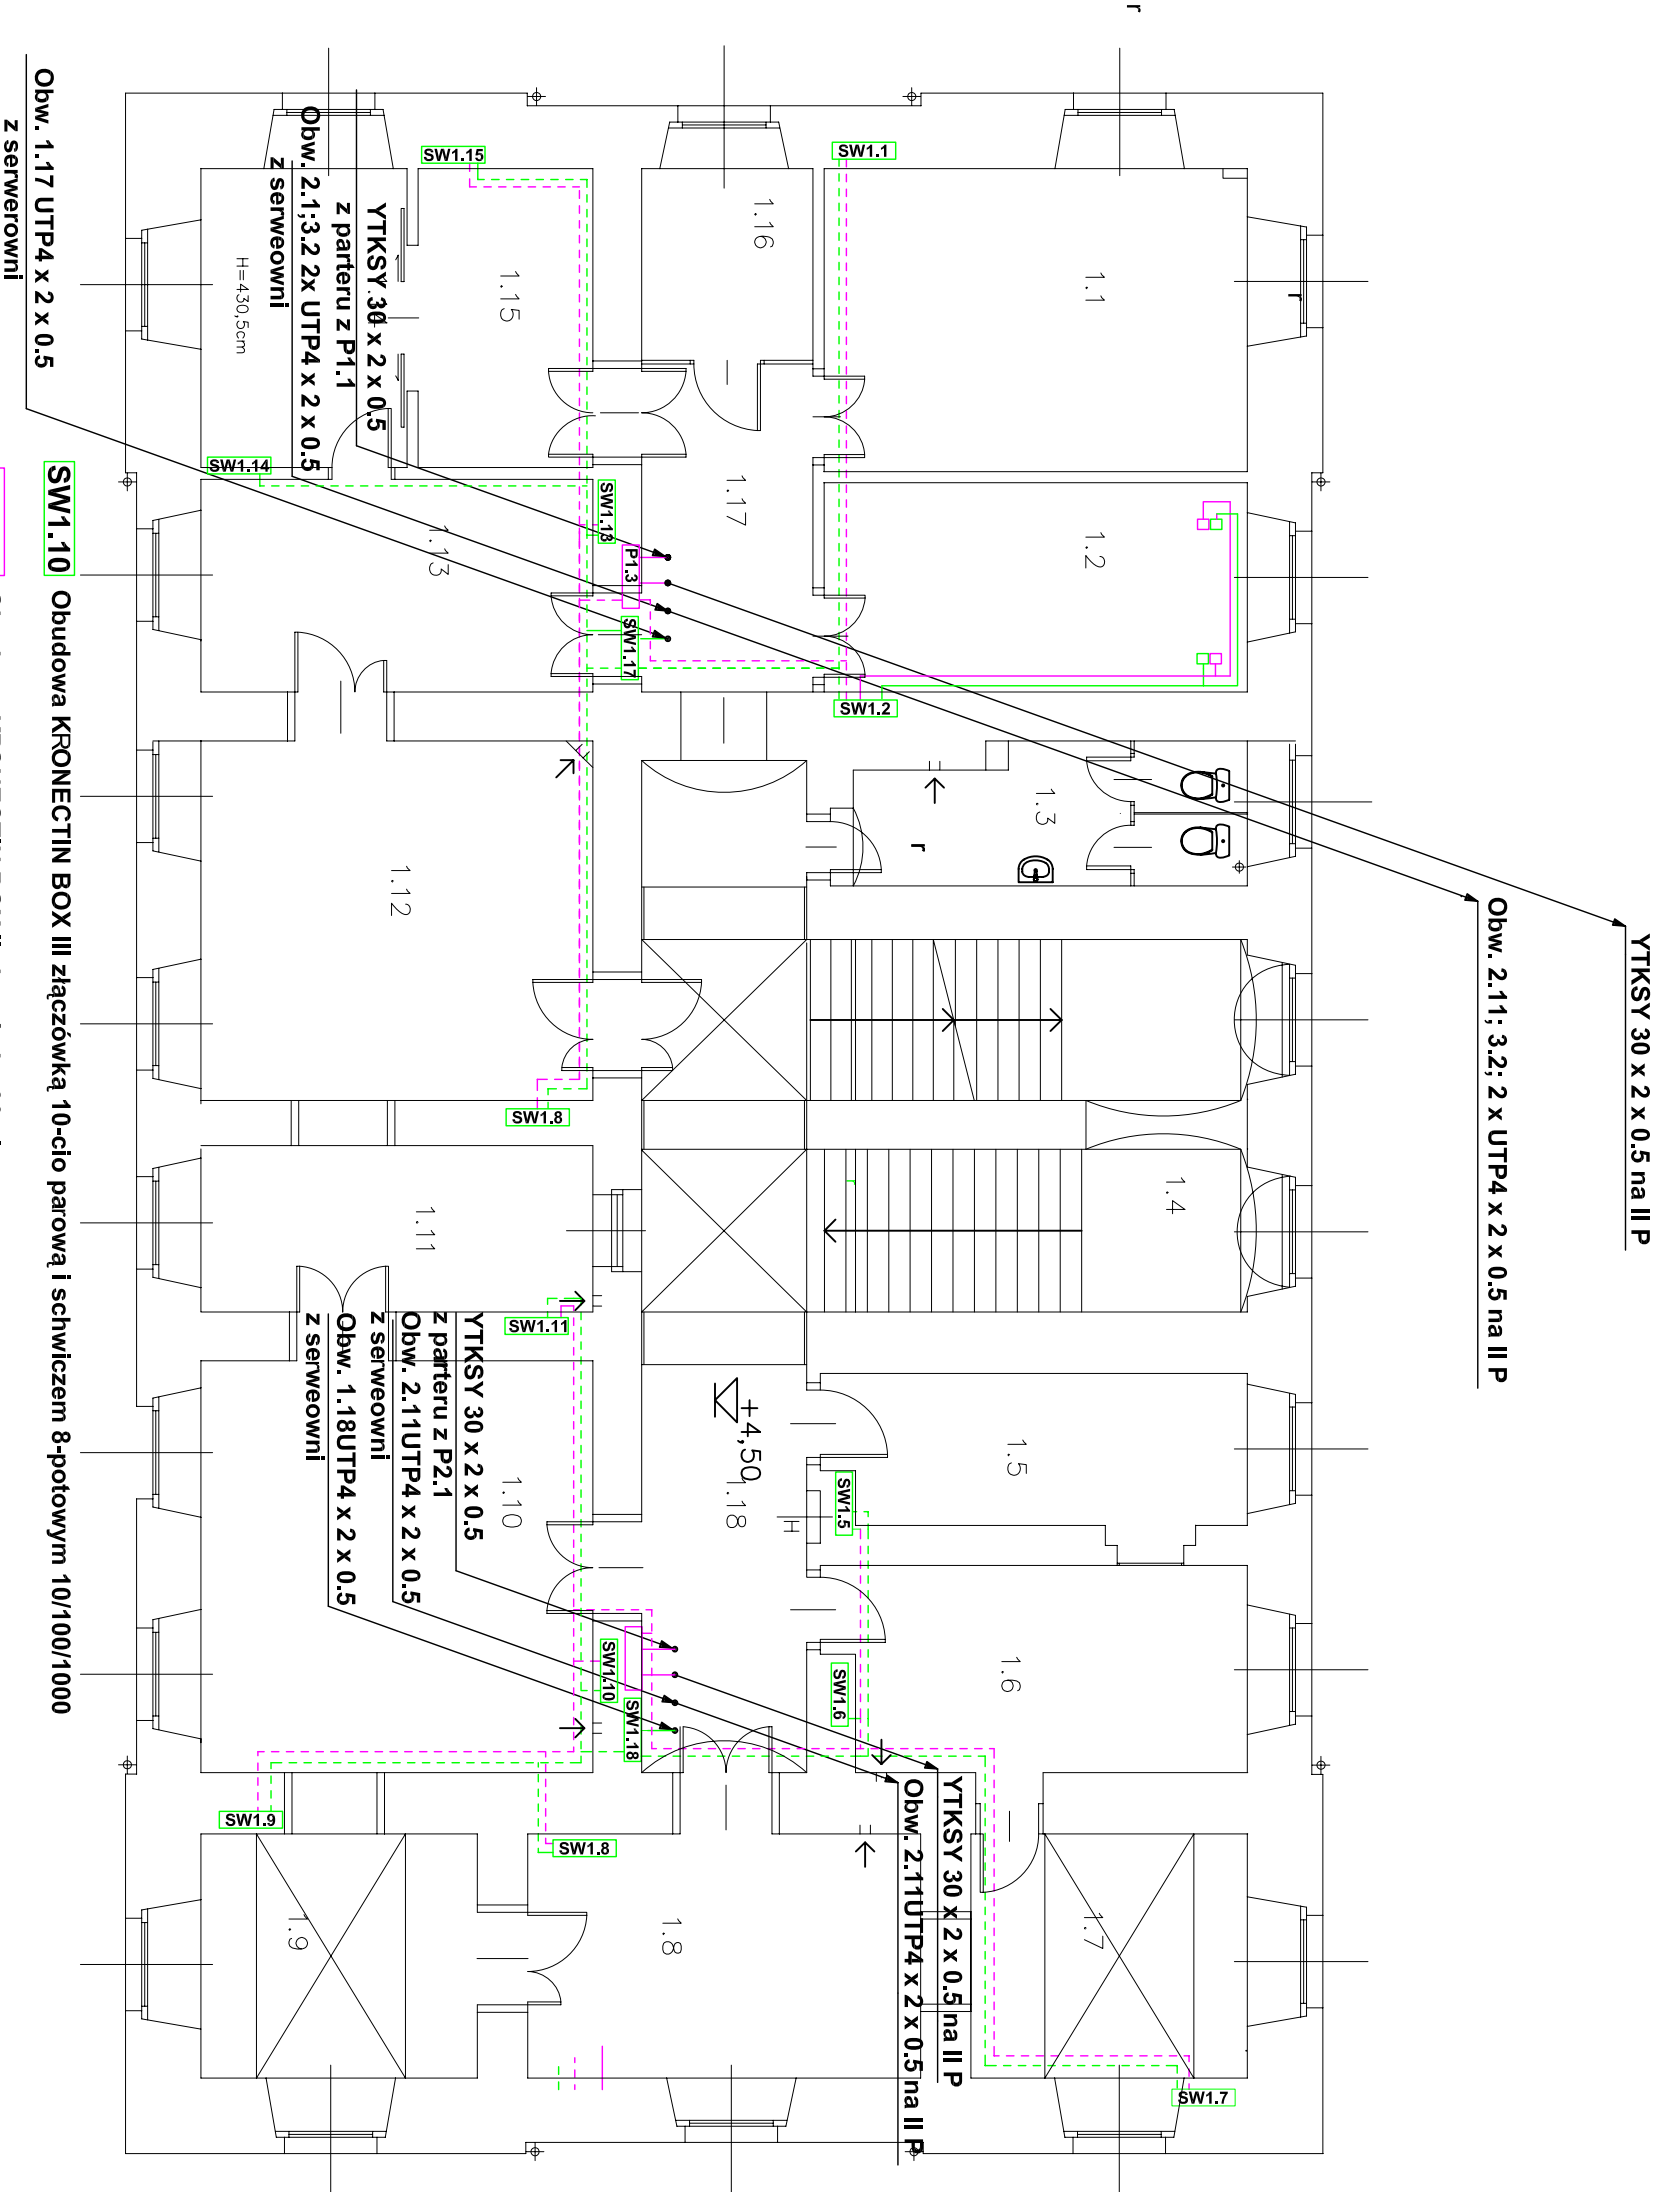 YTKSY 30 x 2 x 0.5 na II P
Obw. 2.11; 3.2; 2 x UTP4 x 2 x 0.5 na II P
r
1.1
r
1.2
1.3
r
1.4
1.5
1.6
1.7
SW1.7
SW1.1
SW1.2
SW1.5
SW1.6
1.16
1.17
+4,50
1.18
H
YTKSY 30 x 2 x 0.5 na II P
Obw. 2.11UTP4 x 2 x 0.5 na II P
1.8
SW1.8
P1.3
SW1.17
SW1.13
SW1.10
SW1.18
SW1.15
1.15
1.13
SW1.14
1.12
SW1.8
1.11
SW1.11
1.10
1.9
SW1.9
YTKSY 30 x 2 x 0.5
z parteru z P1.1
Obw. 2.1;3.2 2x UTP4 x 2 x 0.5
z serweowni
H=430,5cm
YTKSY 30 x 2 x 0.5
z parteru z P2.1
Obw. 2.11UTP4 x 2 x 0.5
z serweowni
Obw. 1.18UTP4 x 2 x 0.5
z serweowni
Obw. 1.17 UTP4 x 2 x 0.5
z serwerowni
SW1.10 Obudowa KRONECTIN BOX III złączówką 10-cio parową i schwiczem 8-potowym 10/100/1000